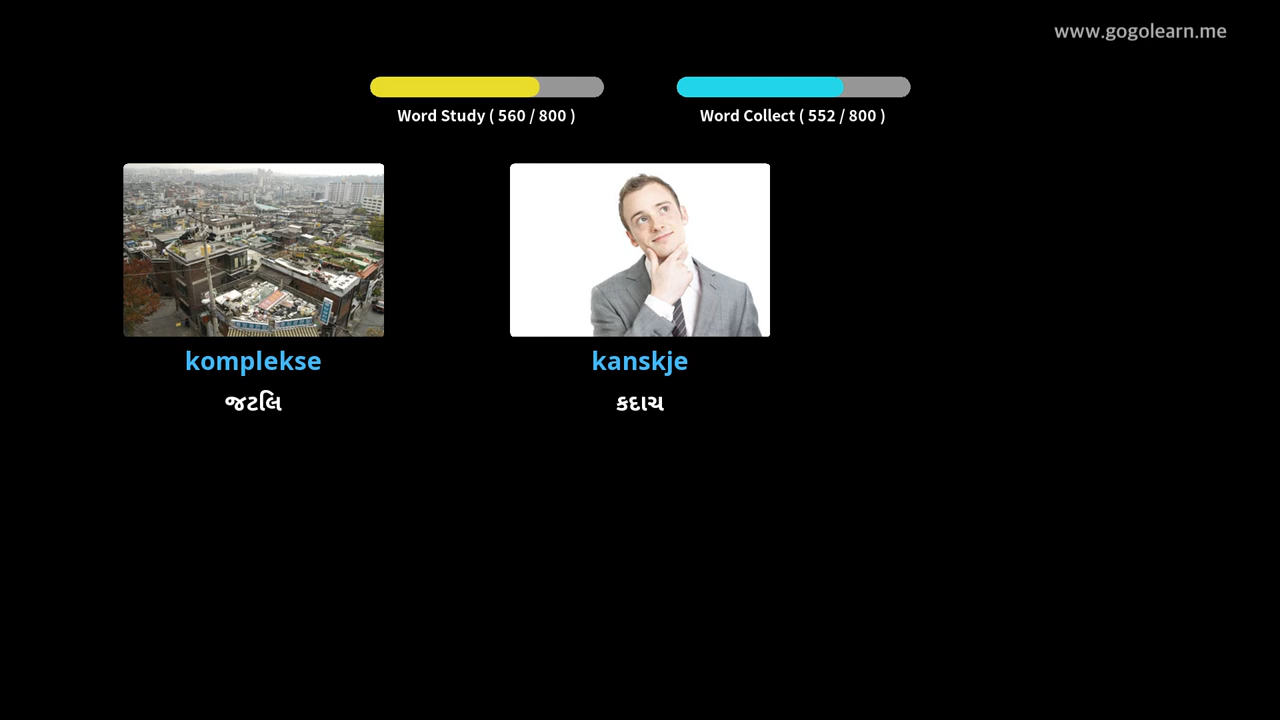 www.gogolearn.me
Word Study ( 560 / 800 )
Word Collect ( 552 / 800 )
komplekse
જટિલ
kanskje
કદાચ